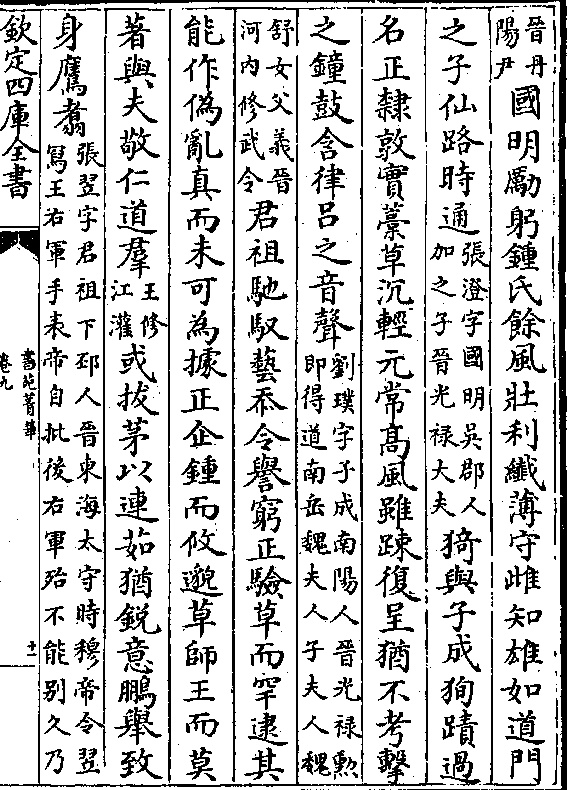 晉丹陽尹國明勵躬鍾氏餘風壯利纖薄守雌知雄如道門
之子仙路時通張澄字國明吳郡人加之子晉光禄大夫猗與子成狥蹟過
名正隸敦實藁草沉輕元常髙風雖踈復呈猶不考擊
之鐘鼓含律吕之音聲劉璞字子成南陽人晉光禄勲即得道南岳魏夫人子夫人魏
舒女父義晉河内修武令君祖馳馭藝忝令譽窮正驗草而罕逮其
能作偽亂真而未可為據正企鍾而攸邈草師王而莫
著與夫敬仁道羣王修江灌或拔茅以連茹猶鋭意鵬舉致
身鷹翥張翌字君祖下邳人晉東海太守時穆帝令翌冩王右軍手表帝自批後右軍殆不能别久乃
欽定四庫全書
書苑菁華
卷九
十一